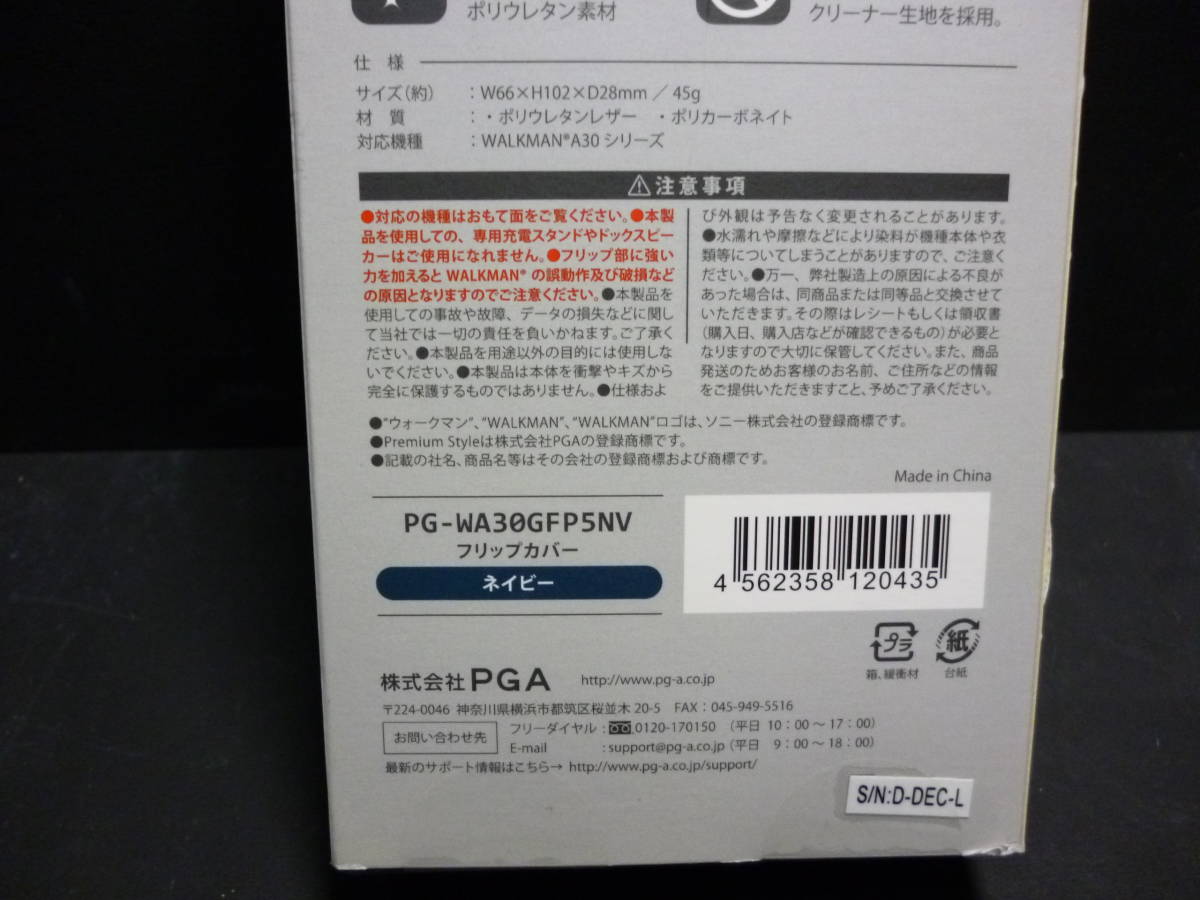 ポリウレタン素材
クリーナー生地を採用。
仕 様
サイズ(約) : W66×H102×D28mm / 45g
材 質 : ・ポリウレタンレザー ・ポリカーボネイト
対応機種 : WALKMAN®A30シリーズ
注意事項
●対応の機種はおもて面をご覧ください。●本製
品を使用しての、専用充電スタンドやドックスピー
カーはご使用になれません。●フリップ部に強い
力を加えると WALKMAN® の誤動作及び破損など
の原因となりますのでご注意ください。●本製品を
使用しての事故や故障、データの損失などに関し
て当社では一切の責任を負いかねます。ご了承く
ださい。●本製品を用途以外の目的には使用しな
いでください。●本製品は本体を衝撃やキズから
完全に保護するものではありません。●仕様およ
び外観は予告なく変更されることがあります。
●水濡れや摩擦などにより染料が機種本体や衣
類等についてしまうことがありますので、ご注意く
ださい。●万一、弊社製造上の原因による不良が
あった場合は、同商品または同等品と交換させて
いただきます。その際はレシートもしくは領収書
(購入日、購入店などが確認できるもの)が必要と
なりますので大切に保管してください。また、商品
発送のためお客様のお名前、ご住所などの情報
をご提供いただきますこと、予めご了承ください。
●“ウォークマン”、“WALKMAN”、“WALKMAN”ロゴは、ソニー株式会社の登録商標です。
●Premium Styleは株式会社PGAの登録商標です。
●記載の社名、商品名等はその会社の登録商標および商標です。
Made in China
PG-WA30GFP5NV
フリップカバー
ネイビー
4 562358 120435
プラ
箱、緩衝材
紙
台紙
株式会社PGA http://www.pg-a.co.jp
〒224-0046 神奈川県横浜市都筑区桜並木 20-5 FAX : 045-949-5516
お問い合わせ先
フリーダイヤル : 0120-170150 (平日 10:00〜17:00)
E-mail : support@pg-a.co.jp (平日 9:00〜18:00)
最新のサポート情報はこちら→ http://www.pg-a.co.jp/support/
S/N:D-DEC-L